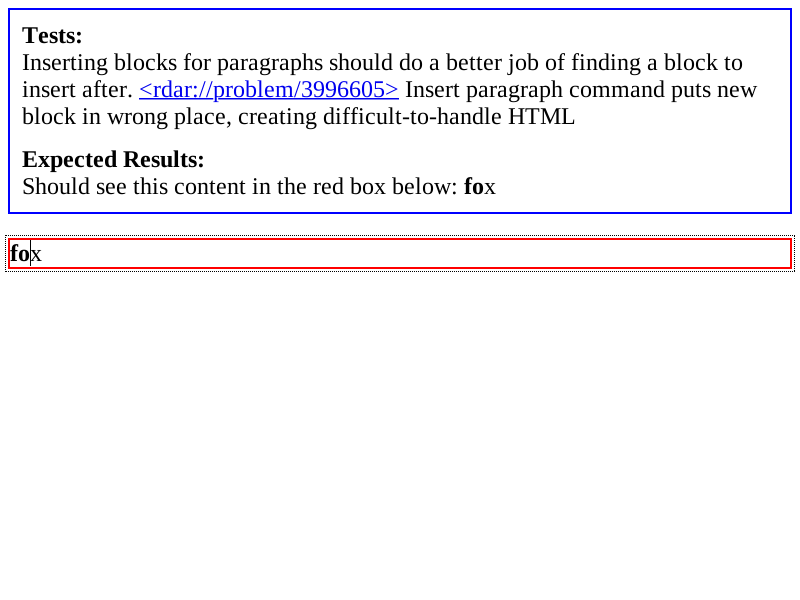 Tests:
Inserting blocks for paragraphs should do a better job of finding a block to
insert after. <rdar://problem/3996605> Insert paragraph command puts new
block in wrong place, creating difficult-to-handle HTML
Expected Results:
Should see this content in the red box below: fox
fox